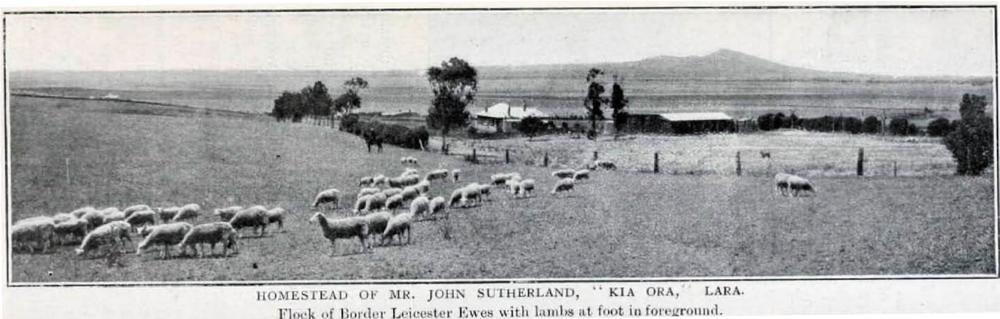 HOMESTEAD OF MR. JOHN SUTHERLAND, "KIA ORA," LARA.
Flock of Border Leicester Ewes with lambs at foot in foreground.